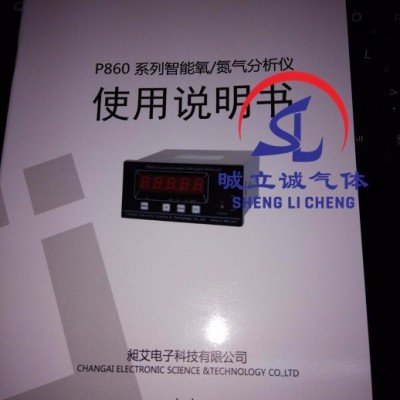 P860 系列智能氧/氮气分析仪
使用说明书
SL
晠立诚气体
SHENG LI CHENG
昶艾电子科技有限公司
CHANGAI ELECTRONIC SCIENCE &TECHNOLOGY CO.,LTD